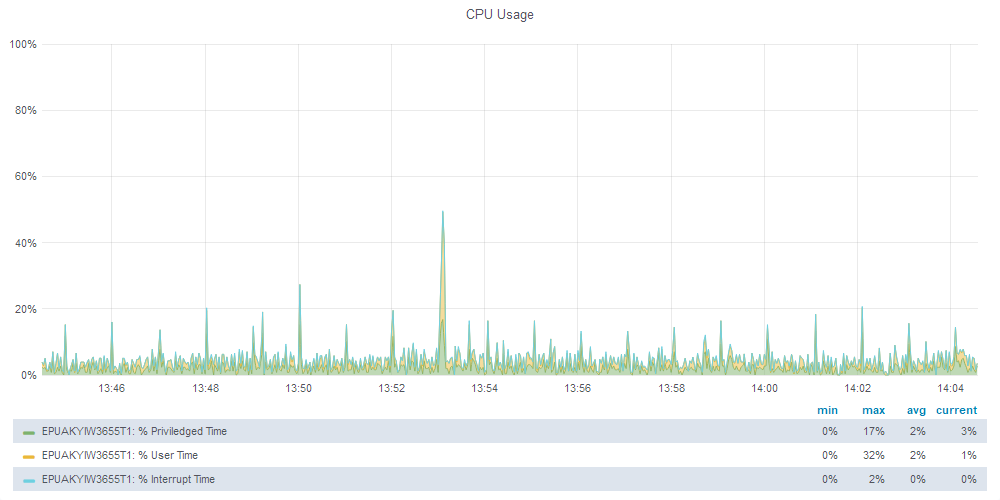 CPU Usage
100%
80%
60%
40%
20%
0%
13:46 13:48 13:50 13:52 13:54 13:56 13:58 14:00 14:02 14:04
min max avg current
EPUAKYIW3655T1: % Priviledged Time 0% 17% 2% 3%
EPUAKYIW3655T1: % User Time 0% 32% 2% 1%
EPUAKYIW3655T1: % Interrupt Time 0% 2% 0% 0%